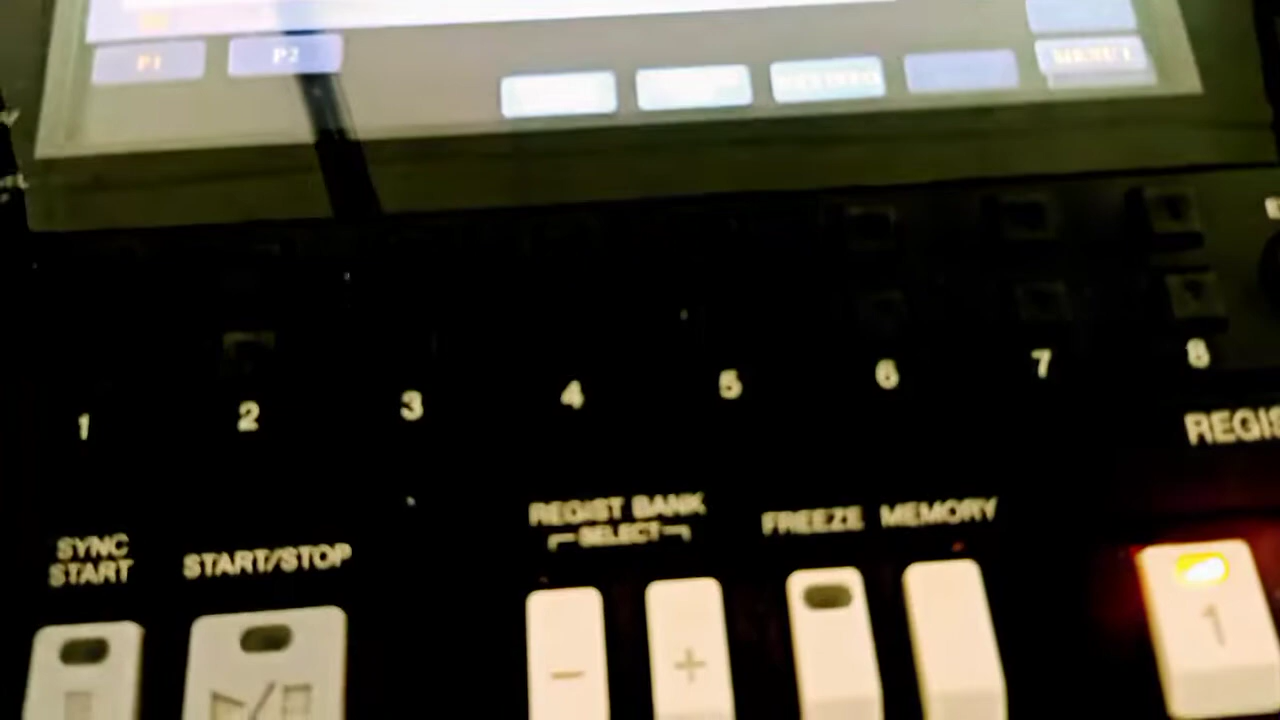 P1
P2
1
2
3
4
5
6
7
8
REGIS
SYNC
START
START/STOP
REGIST BANK
SELECT
FREEZE
MEMORY
-
+
1